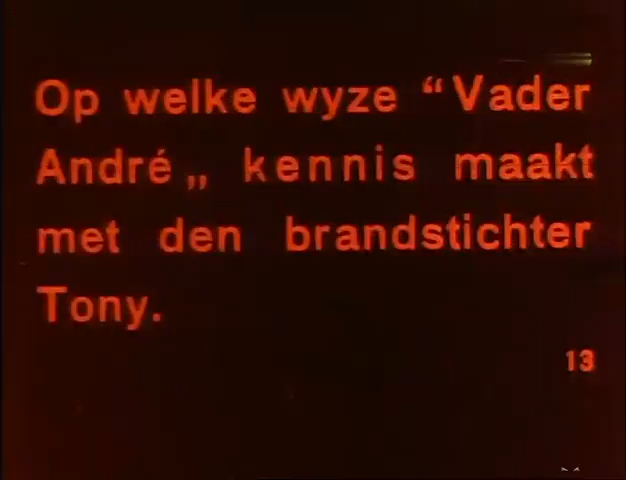 Op welke wyze “Vader
André„ kennis maakt
met den brandstichter
Tony.
13